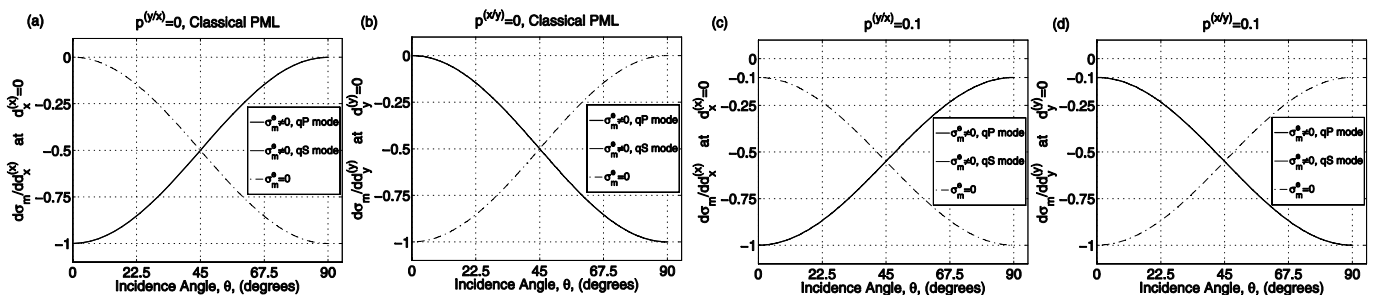 (a) p^(y/x)=0, Classical PML
dσ_m/dd_x^(x) at d_x^(x)=0
0
−0.25
−0.5
−0.75
−1
σ_m^e≠0, qP mode
σ_m^e≠0, qS mode
σ_m^e=0
0 22.5 45 67.5 90
Incidence Angle, θ, (degrees)
(b) p^(x/y)=0, Classical PML
dσ_m/dd_y^(y) at d_y^(y)=0
0
−0.25
−0.5
−0.75
−1
σ_m^e≠0, qP mode
σ_m^e≠0, qS mode
σ_m^e=0
0 22.5 45 67.5 90
Incidence Angle, θ, (degrees)
(c) p^(y/x)=0.1
dσ_m/dd_x^(x) at d_x^(x)=0
0
−0.1
−0.25
−0.5
−0.75
−1
σ_m^e≠0, qP mode
σ_m^e≠0, qS mode
σ_m^e=0
0 22.5 45 67.5 90
Incidence Angle, θ, (degrees)
(d) p^(x/y)=0.1
dσ_m/dd_y^(y) at d_y^(y)=0
0
−0.1
−0.25
−0.5
−0.75
−1
σ_m^e≠0, qP mode
σ_m^e≠0, qS mode
σ_m^e=0
0 22.5 45 67.5 90
Incidence Angle, θ, (degrees)